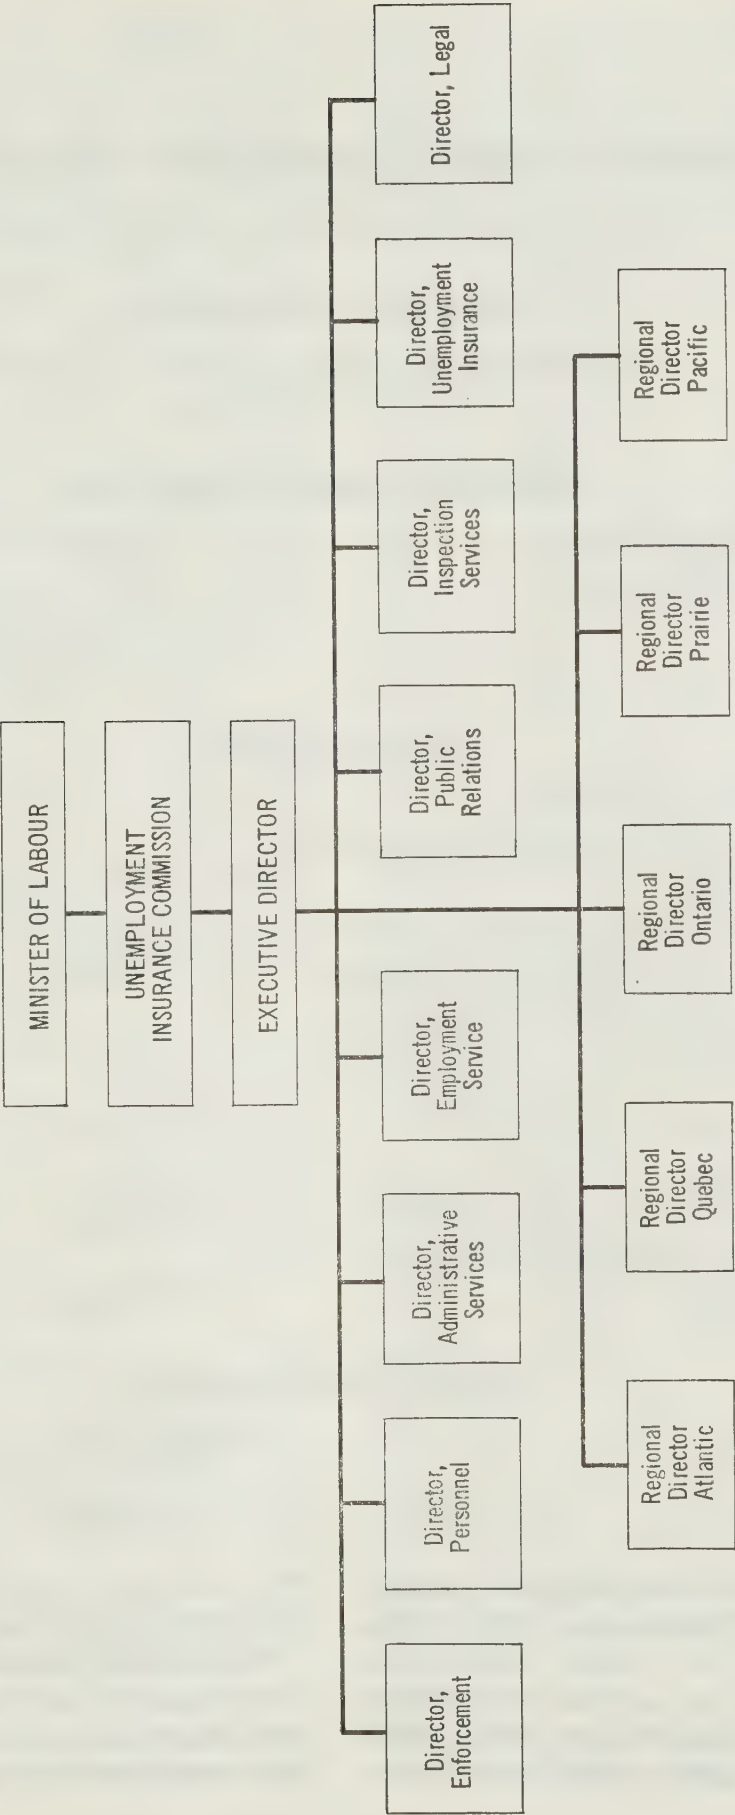 MINISTER OF LABOUR
UNEMPLOYMENT
INSURANCE COMMISSION
EXECUTIVE DIRECTOR
Director,
Enforcement
Director,
Personnel
Director,
Administrative
Services
Director,
Employment
Service
Director,
Public
Relations
Director,
Inspection
Services
Director,
Unemployment
Insurance
Director, Legal
Regional
Director
Atlantic
Regional
Director
Quebec
Regional
Director
Ontario
Regional
Director
Prairie
Regional
Director
Pacific